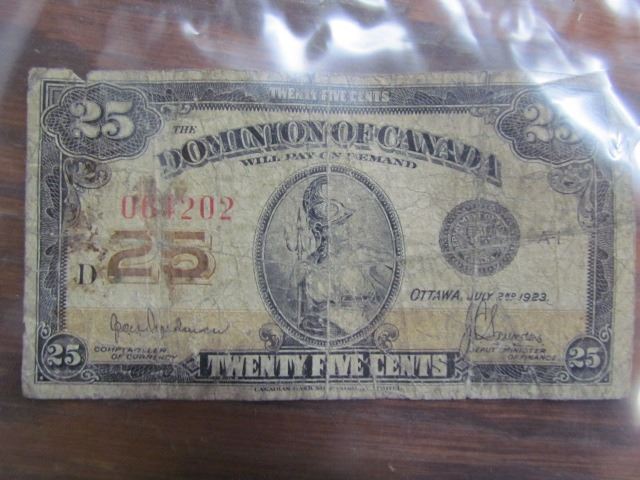 TWENTY FIVE CENTS
25
25
THE
DOMINION OF CANADA
WILL PAY ON DEMAND
061202
D
25
OTTAWA, JULY 2ND 1923.
COMPTROLLER
OF CURRENCY
DEPUTY MINISTER
OF FINANCE
25
TWENTY FIVE CENTS
25